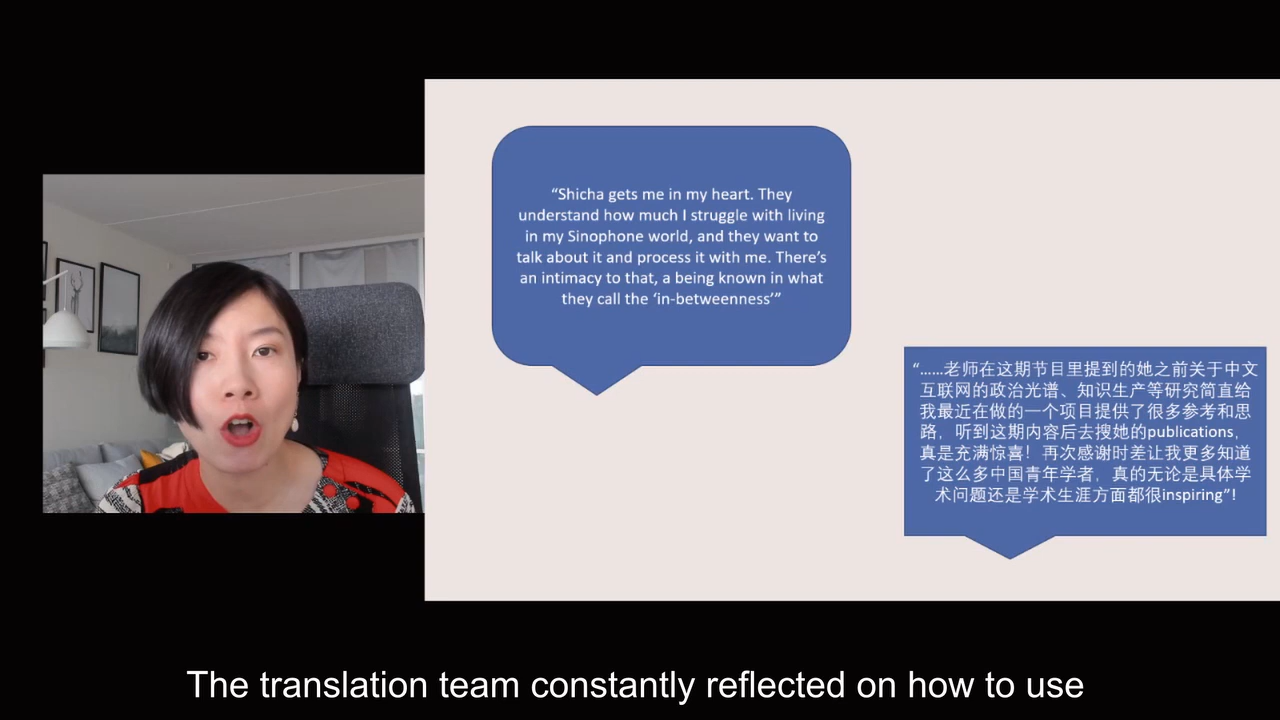 “Shicha gets me in my heart. They
understand how much I struggle with living
in my Sinophone world, and they want to
talk about it and process it with me. There’s
an intimacy to that, a being known in what
they call the ‘in-betweenness’”
“……老师在这期节目里提到的她之前关于中文
互联网的政治光谱、知识生产等研究简直给
我最近在做的一个项目提供了很多参考和思
路，听到这期内容后去搜她的publications，
真是充满惊喜！再次感谢时差让我更多知道
了这么多中国青年学者，真的无论是具体学
术问题还是学术生涯方面都很inspiring”!
The translation team constantly reflected on how to use